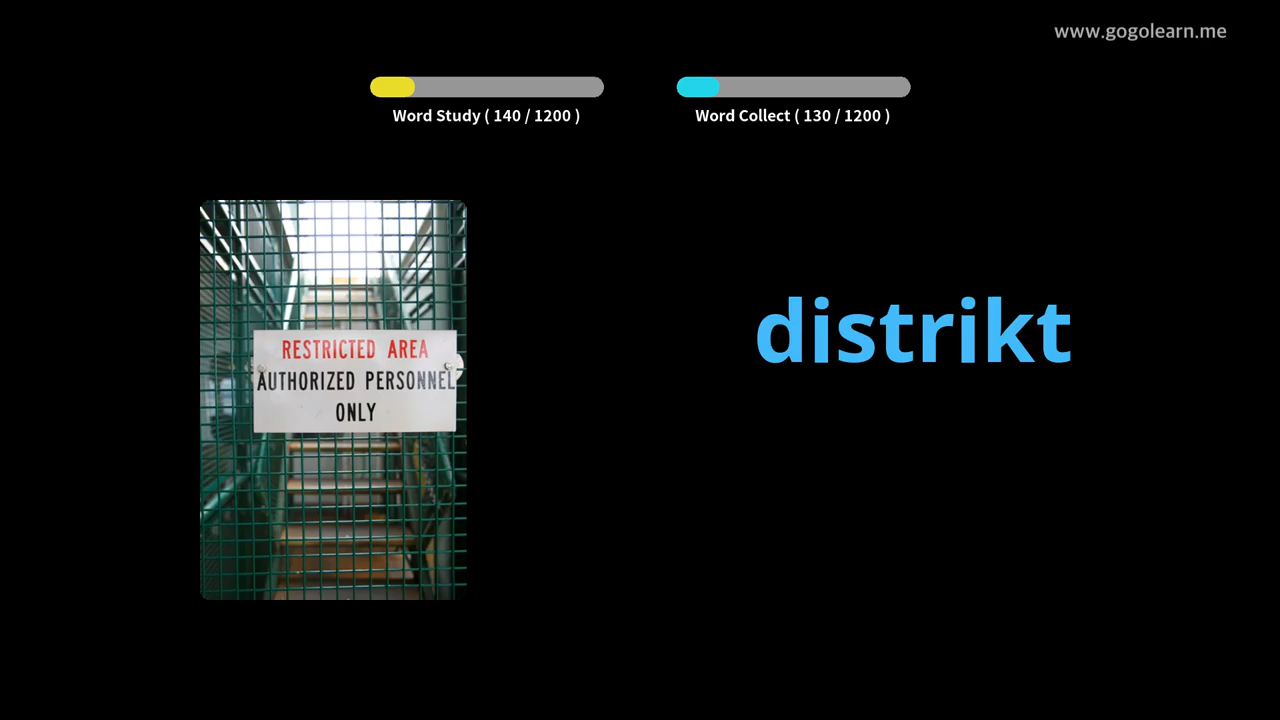 www.gogolearn.me
Word Study ( 140 / 1200 )
Word Collect ( 130 / 1200 )
RESTRICTED AREA
AUTHORIZED PERSONNEL
ONLY
distrikt